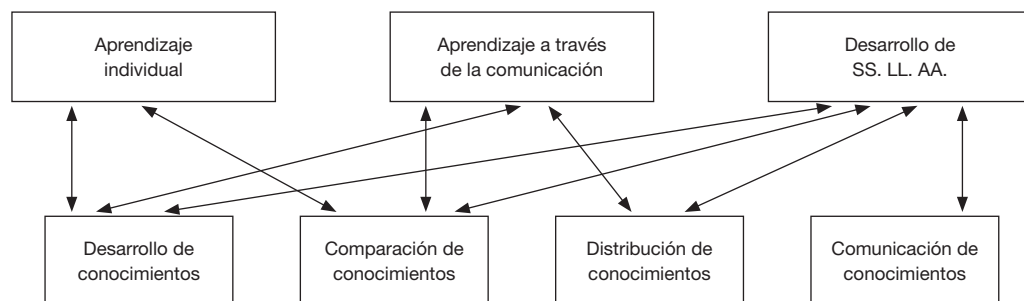 Aprendizaje
individual
Aprendizaje a través
de la comunicación
Desarrollo de
SS. LL. AA.
Desarrollo de
conocimientos
Comparación de
conocimientos
Distribución de
conocimientos
Comunicación de
conocimientos